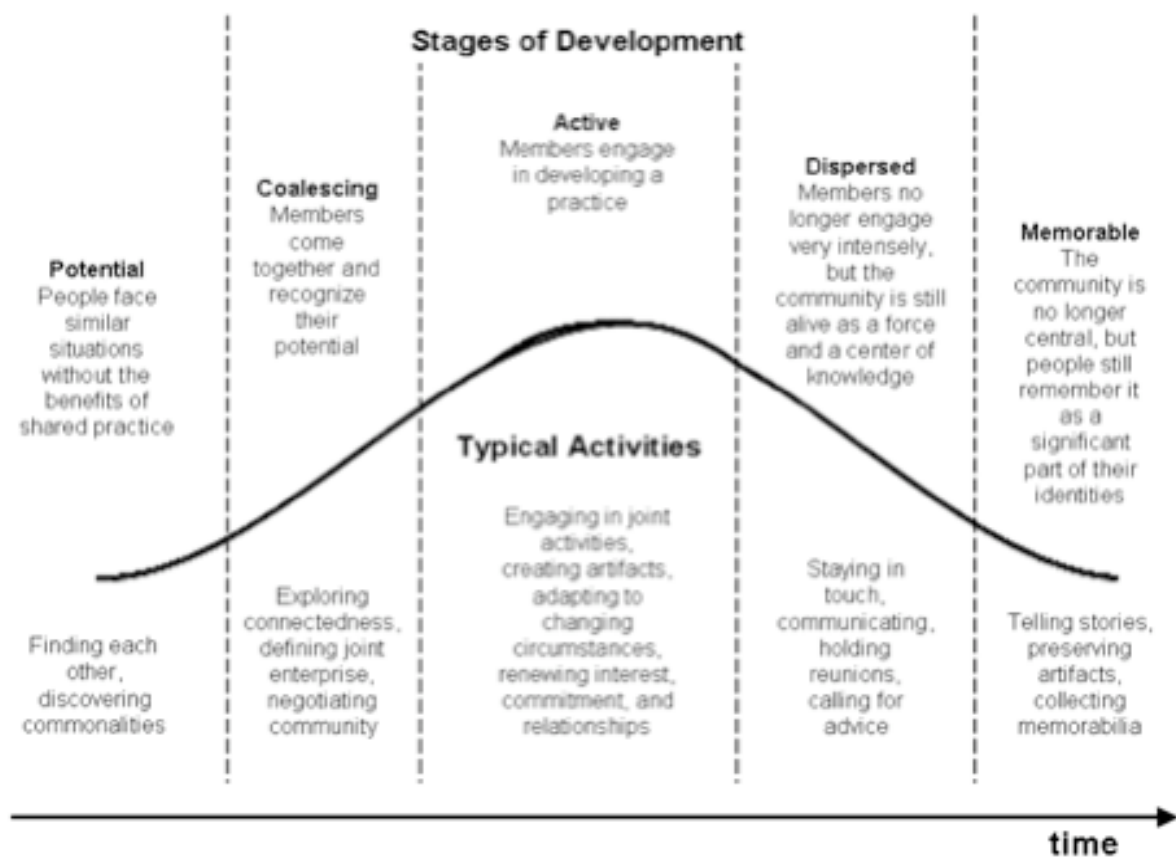 Stages of Development
Potential
People face
similar
situations
without the
benefits of
shared practice
Coalescing
Members
come
together and
recognize
their
potential
Active
Members engage
in developing a
practice
Dispersed
Members no
longer engage
very intensely,
but the
community is still
alive as a force
and a center of
knowledge
Memorable
The
community is
no longer
central, but
people still
remember it
as a
significant
part of their
identities
Typical Activities
Finding each
other,
discovering
commonalities
Exploring
connectedness,
defining joint
enterprise,
negotiating
community
Engaging in joint
activities,
creating artifacts,
adapting to
changing
circumstances,
renewing interest,
commitment, and
relationships
Staying in
touch,
communicating,
holding
reunions,
calling for
advice
Telling stories,
preserving
artifacts,
collecting
memorabilia
time